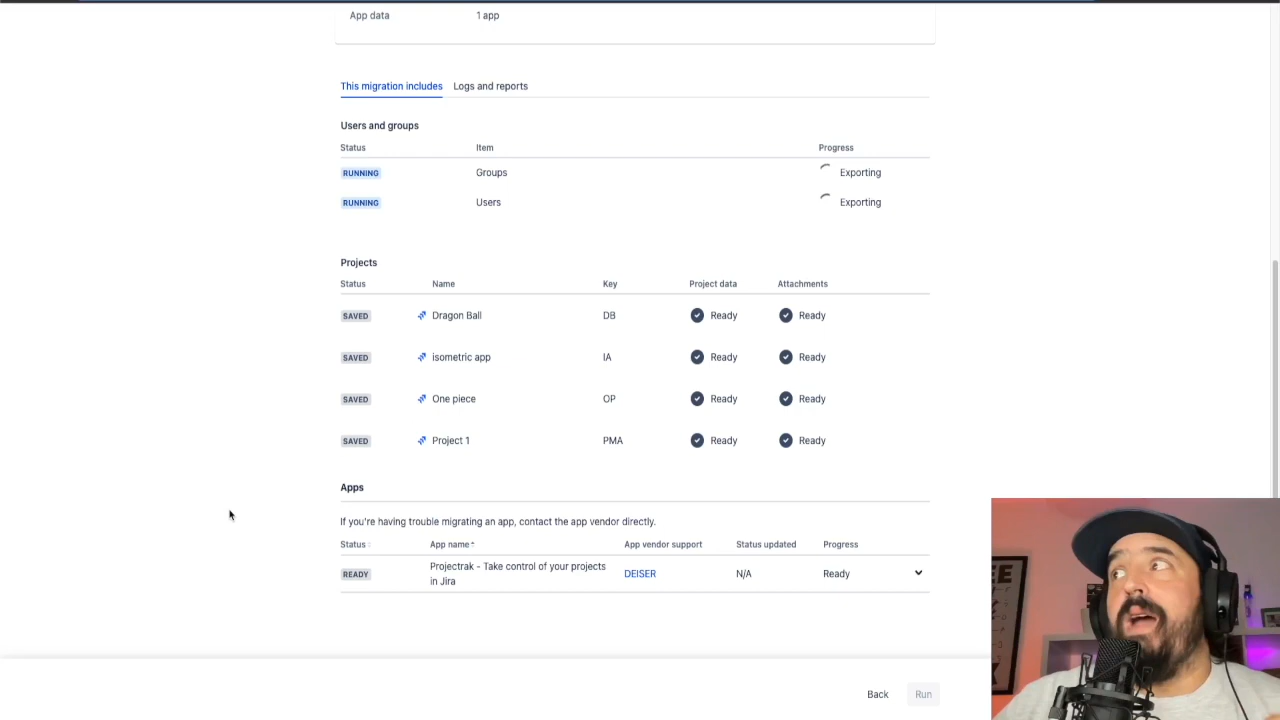 App data 1 app
This migration includes Logs and reports
Users and groups
Status Item Progress
RUNNING Groups Exporting
RUNNING Users Exporting
Projects
Status Name Key Project data Attachments
SAVED Dragon Ball DB Ready Ready
SAVED isometric app IA Ready Ready
SAVED One piece OP Ready Ready
SAVED Project 1 PMA Ready Ready
Apps
If you're having trouble migrating an app, contact the app vendor directly.
Status App name App vendor support Status updated Progress
READY Projectrak - Take control of your projects
in Jira DEISER N/A Ready
Back Run